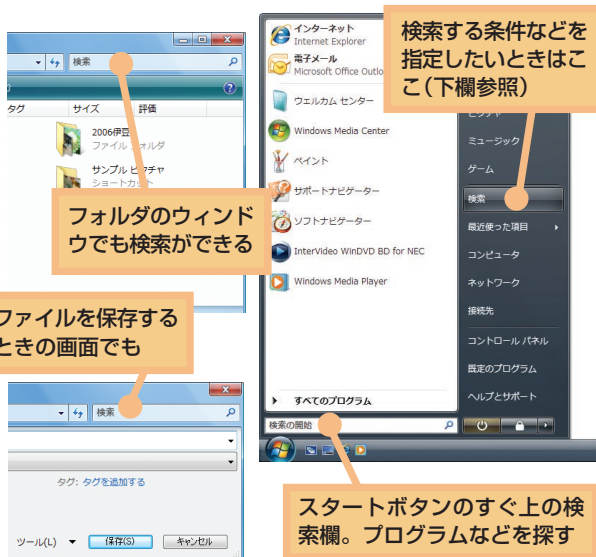 検索
タグ
サイズ
評価
2006伊豆
ファイル フォルダ
サンプル ピクチャ
ショートカット
フォルダのウィンド
ウでも検索ができる
ファイルを保存する
ときの画面でも
検索
タグ: タグを追加する
ツール(L)
保存(S)
キャンセル
インターネット
Internet Explorer
電子メール
Microsoft Office Outlo
ウェルカム センター
Windows Media Center
ペイント
サポートナビゲーター
ソフトナビゲーター
InterVideo WinDVD BD for NEC
Windows Media Player
すべてのプログラム
検索の開始
検索する条件などを
指定したいときはこ
こ(下欄参照)
ピクチャ
ミュージック
ゲーム
検索
最近使った項目
コンピュータ
ネットワーク
接続先
コントロール パネル
既定のプログラム
ヘルプとサポート
スタートボタンのすぐ上の検
索欄。プログラムなどを探す